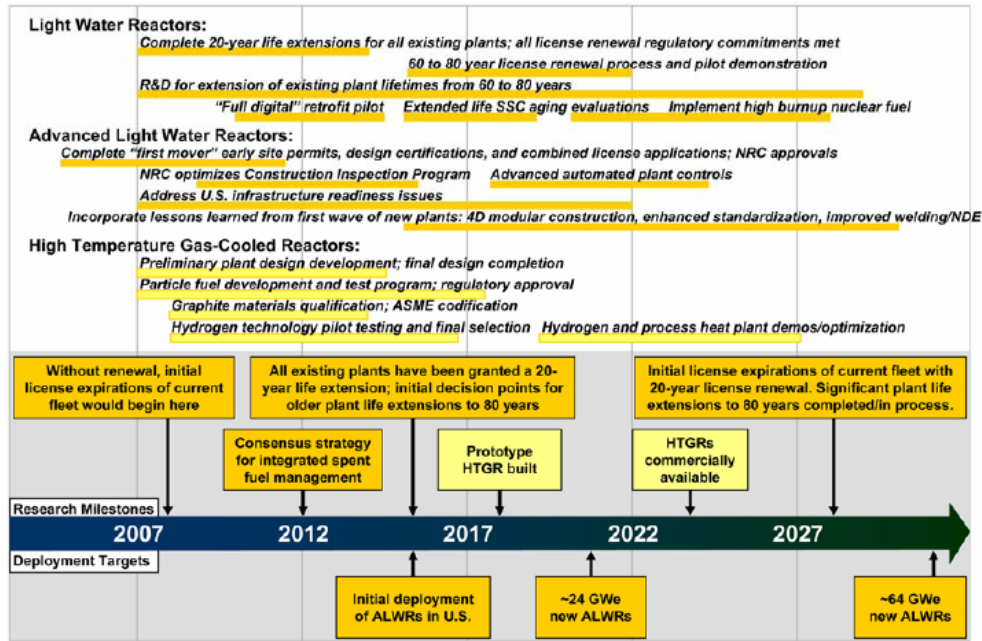 Light Water Reactors:
Complete 20-year life extensions for all existing plants; all license renewal regulatory commitments met
60 to 80 year license renewal process and pilot demonstration
R&D for extension of existing plant lifetimes from 60 to 80 years
“Full digital” retrofit pilot
Extended life SSC aging evaluations
Implement high burnup nuclear fuel
Advanced Light Water Reactors:
Complete “first mover” early site permits, design certifications, and combined license applications; NRC approvals
NRC optimizes Construction Inspection Program
Advanced automated plant controls
Address U.S. infrastructure readiness issues
Incorporate lessons learned from first wave of new plants: 4D modular construction, enhanced standardization, improved welding/NDE
High Temperature Gas-Cooled Reactors:
Preliminary plant design development; final design completion
Particle fuel development and test program; regulatory approval
Graphite materials qualification; ASME codification
Hydrogen technology pilot testing and final selection
Hydrogen and process heat plant demos/optimization
Without renewal, initial
license expirations of current
fleet would begin here
All existing plants have been granted a 20-
year life extension; initial decision points for
older plant life extensions to 80 years
Initial license expirations of current fleet with
20-year license renewal. Significant plant life
extensions to 80 years completed/in process.
Consensus strategy
for integrated spent
fuel management
Prototype
HTGR built
HTGRs
commercially
available
Research Milestones
2007
2012
2017
2022
2027
Deployment Targets
Initial deployment
of ALWRs in U.S.
~24 GWe
new ALWRs
~64 GWe
new ALWRs